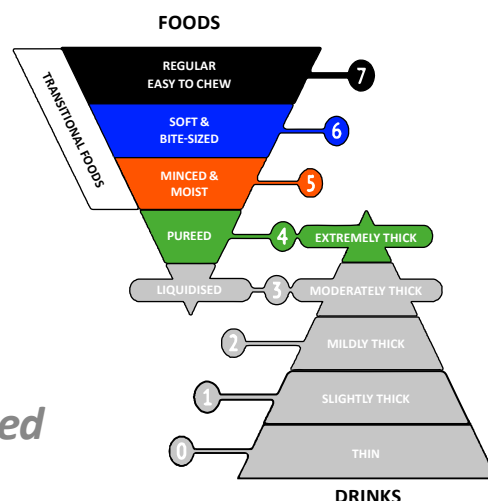 FOODS
REGULAR
EASY TO CHEW
7
TRANSITIONAL FOODS
SOFT &
BITE-SIZED
6
MINCED &
MOIST
5
PUREED
4
EXTREMELY THICK
LIQUIDISED
3
MODERATELY THICK
2
MILDLY THICK
1
SLIGHTLY THICK
ed
0
THIN
DRINKS